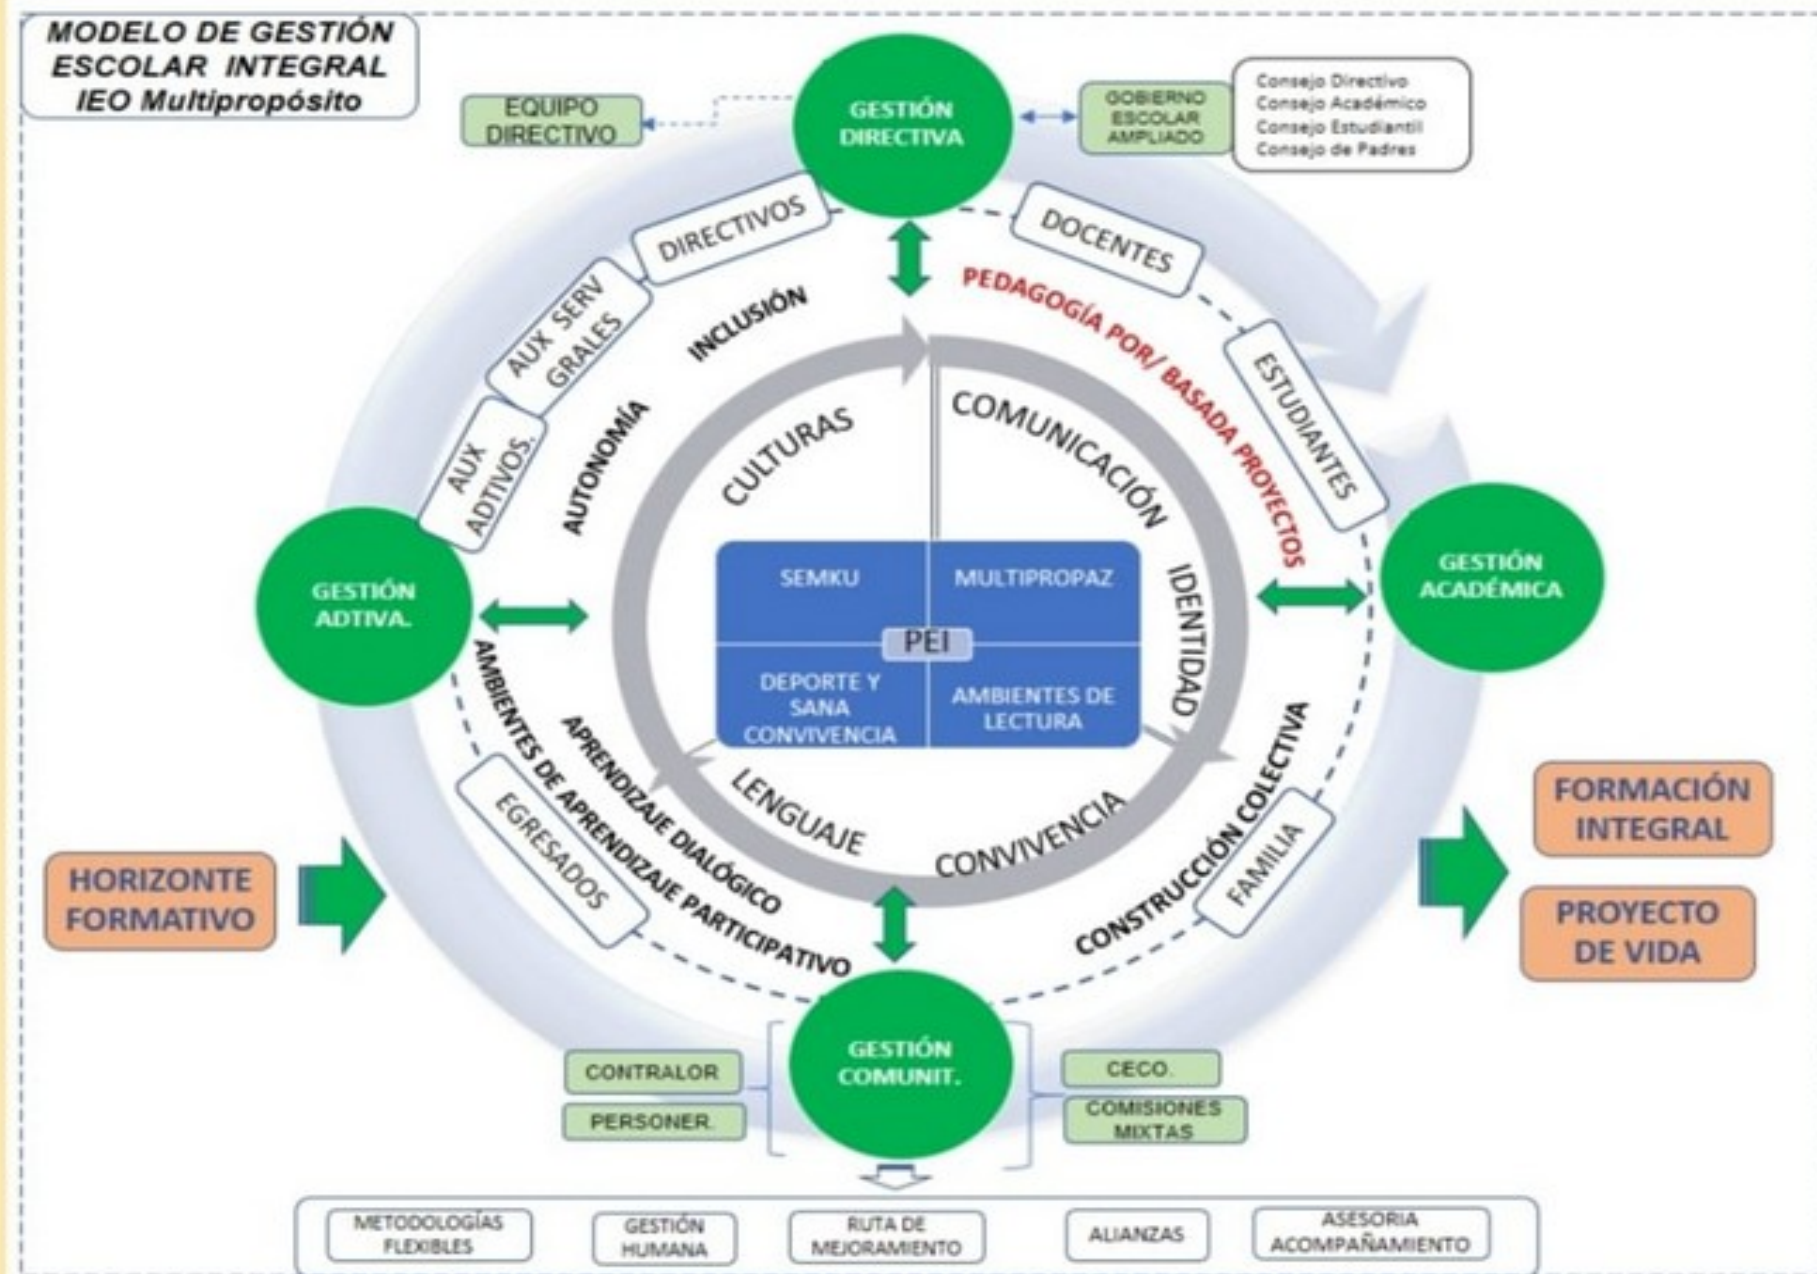 MODELO DE GESTIÓN
ESCOLAR INTEGRAL
IEO Multipropósito
EQUIPO
DIRECTIVO
GESTIÓN
DIRECTIVA
GOBIERNO
ESCOLAR
AMPLIADO
Consejo Directivo
Consejo Académico
Consejo Estudiantil
Consejo de Padres
DIRECTIVOS
DOCENTES
AUX SERV
GRALES
INCLUSIÓN
PEDAGOGÍA POR/ BASADA PROYECTOS
ESTUDIANTES
AUX
ADTIVOS.
AUTONOMÍA
CULTURAS
COMUNICACIÓN
IDENTIDAD
GESTIÓN
ADTIVA.
SEMKU
MULTIPROPAZ
PEI
DEPORTE Y
SANA
CONVIVENCIA
AMBIENTES DE
LECTURA
GESTIÓN
ACADÉMICA
AMBIENTES DE APRENDIZAJE PARTICIPATIVO
APRENDIZAJE DIALÓGICO
LENGUAJE
CONVIVENCIA
CONSTRUCCIÓN COLECTIVA
EGRESADOS
FAMILIA
HORIZONTE
FORMATIVO
FORMACIÓN
INTEGRAL
PROYECTO
DE VIDA
GESTIÓN
COMUNIT.
CONTRALOR
PERSONER.
CECO.
COMISIONES
MIXTAS
METODOLOGÍAS
FLEXIBLES
GESTIÓN
HUMANA
RUTA DE
MEJORAMIENTO
ALIANZAS
ASESORIA
ACOMPAÑAMIENTO